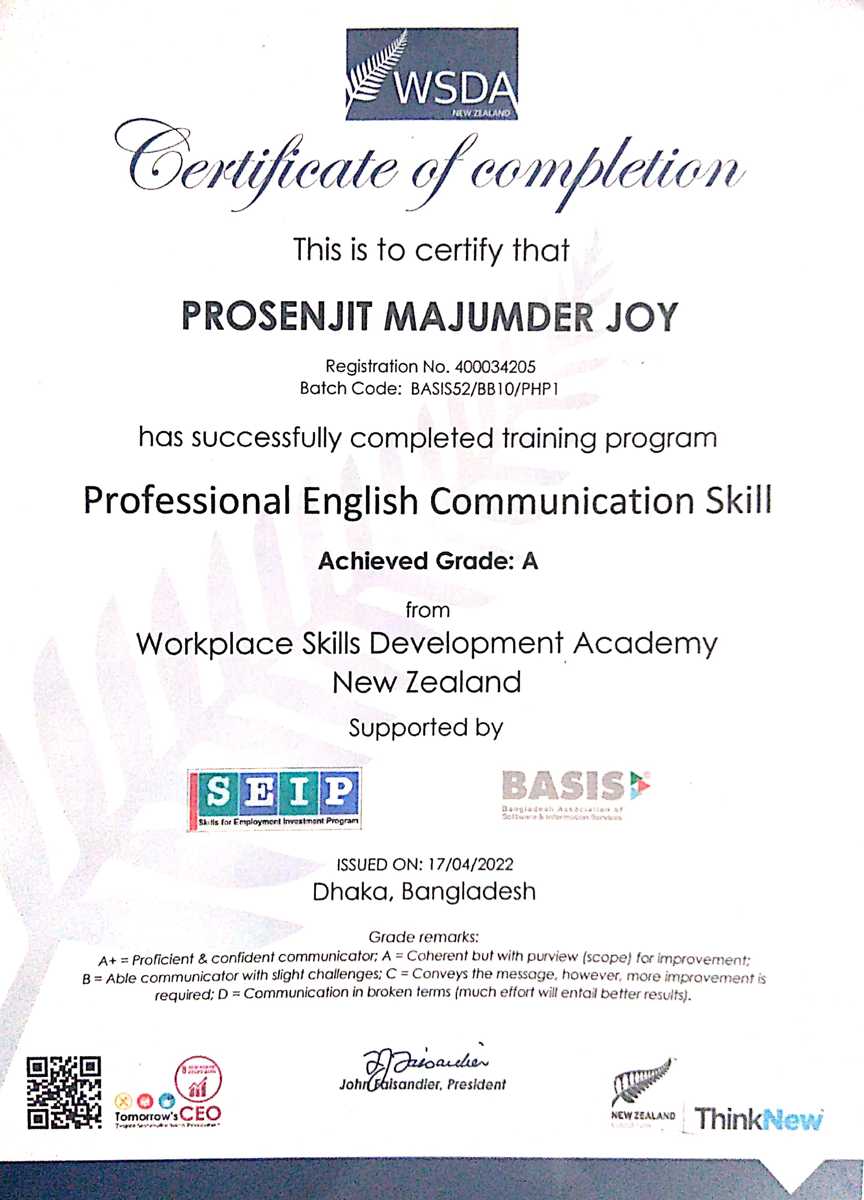 WSDA
NEW ZEALAND
Certificate of completion
This is to certify that
PROSENJIT MAJUMDER JOY
Registration No. 400034205
Batch Code: BASIS52/BB10/PHP1
has successfully completed training program
Professional English Communication Skill
Achieved Grade: A
from
Workplace Skills Development Academy
New Zealand
Supported by
SEIP
Skills for Employment Investment Program
BASIS
Bangladesh Association of
Software & Information Services
ISSUED ON: 17/04/2022
Dhaka, Bangladesh
Grade remarks:
A+ = Proficient & confident communicator; A = Coherent but with purview (scope) for improvement;
B = Able communicator with slight challenges; C = Conveys the message, however, more improvement is
required; D = Communication in broken terms (much effort will entail better results).
John Faisandier, President
Tomorrow's CEO
NEW ZEALAND
ThinkNew